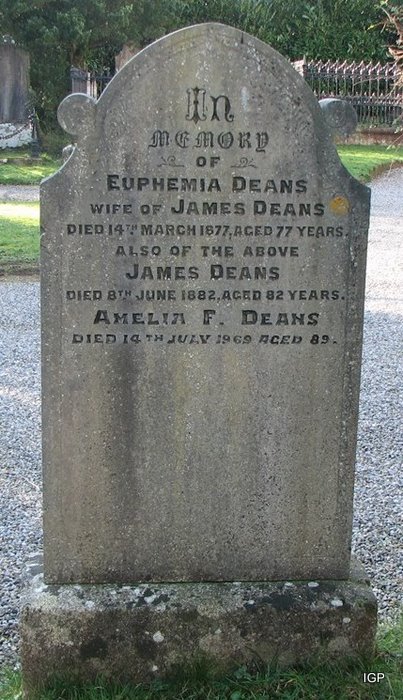 In
MEMORY
OF
EUPHEMIA DEANS
WIFE OF JAMES DEANS
DIED 14TH MARCH 1877, AGED 77 YEARS.
ALSO OF THE ABOVE
JAMES DEANS
DIED 8TH JUNE 1882, AGED 82 YEARS.
AMELIA F. DEANS
DIED 14TH JULY 1969 AGED 89.
IGP